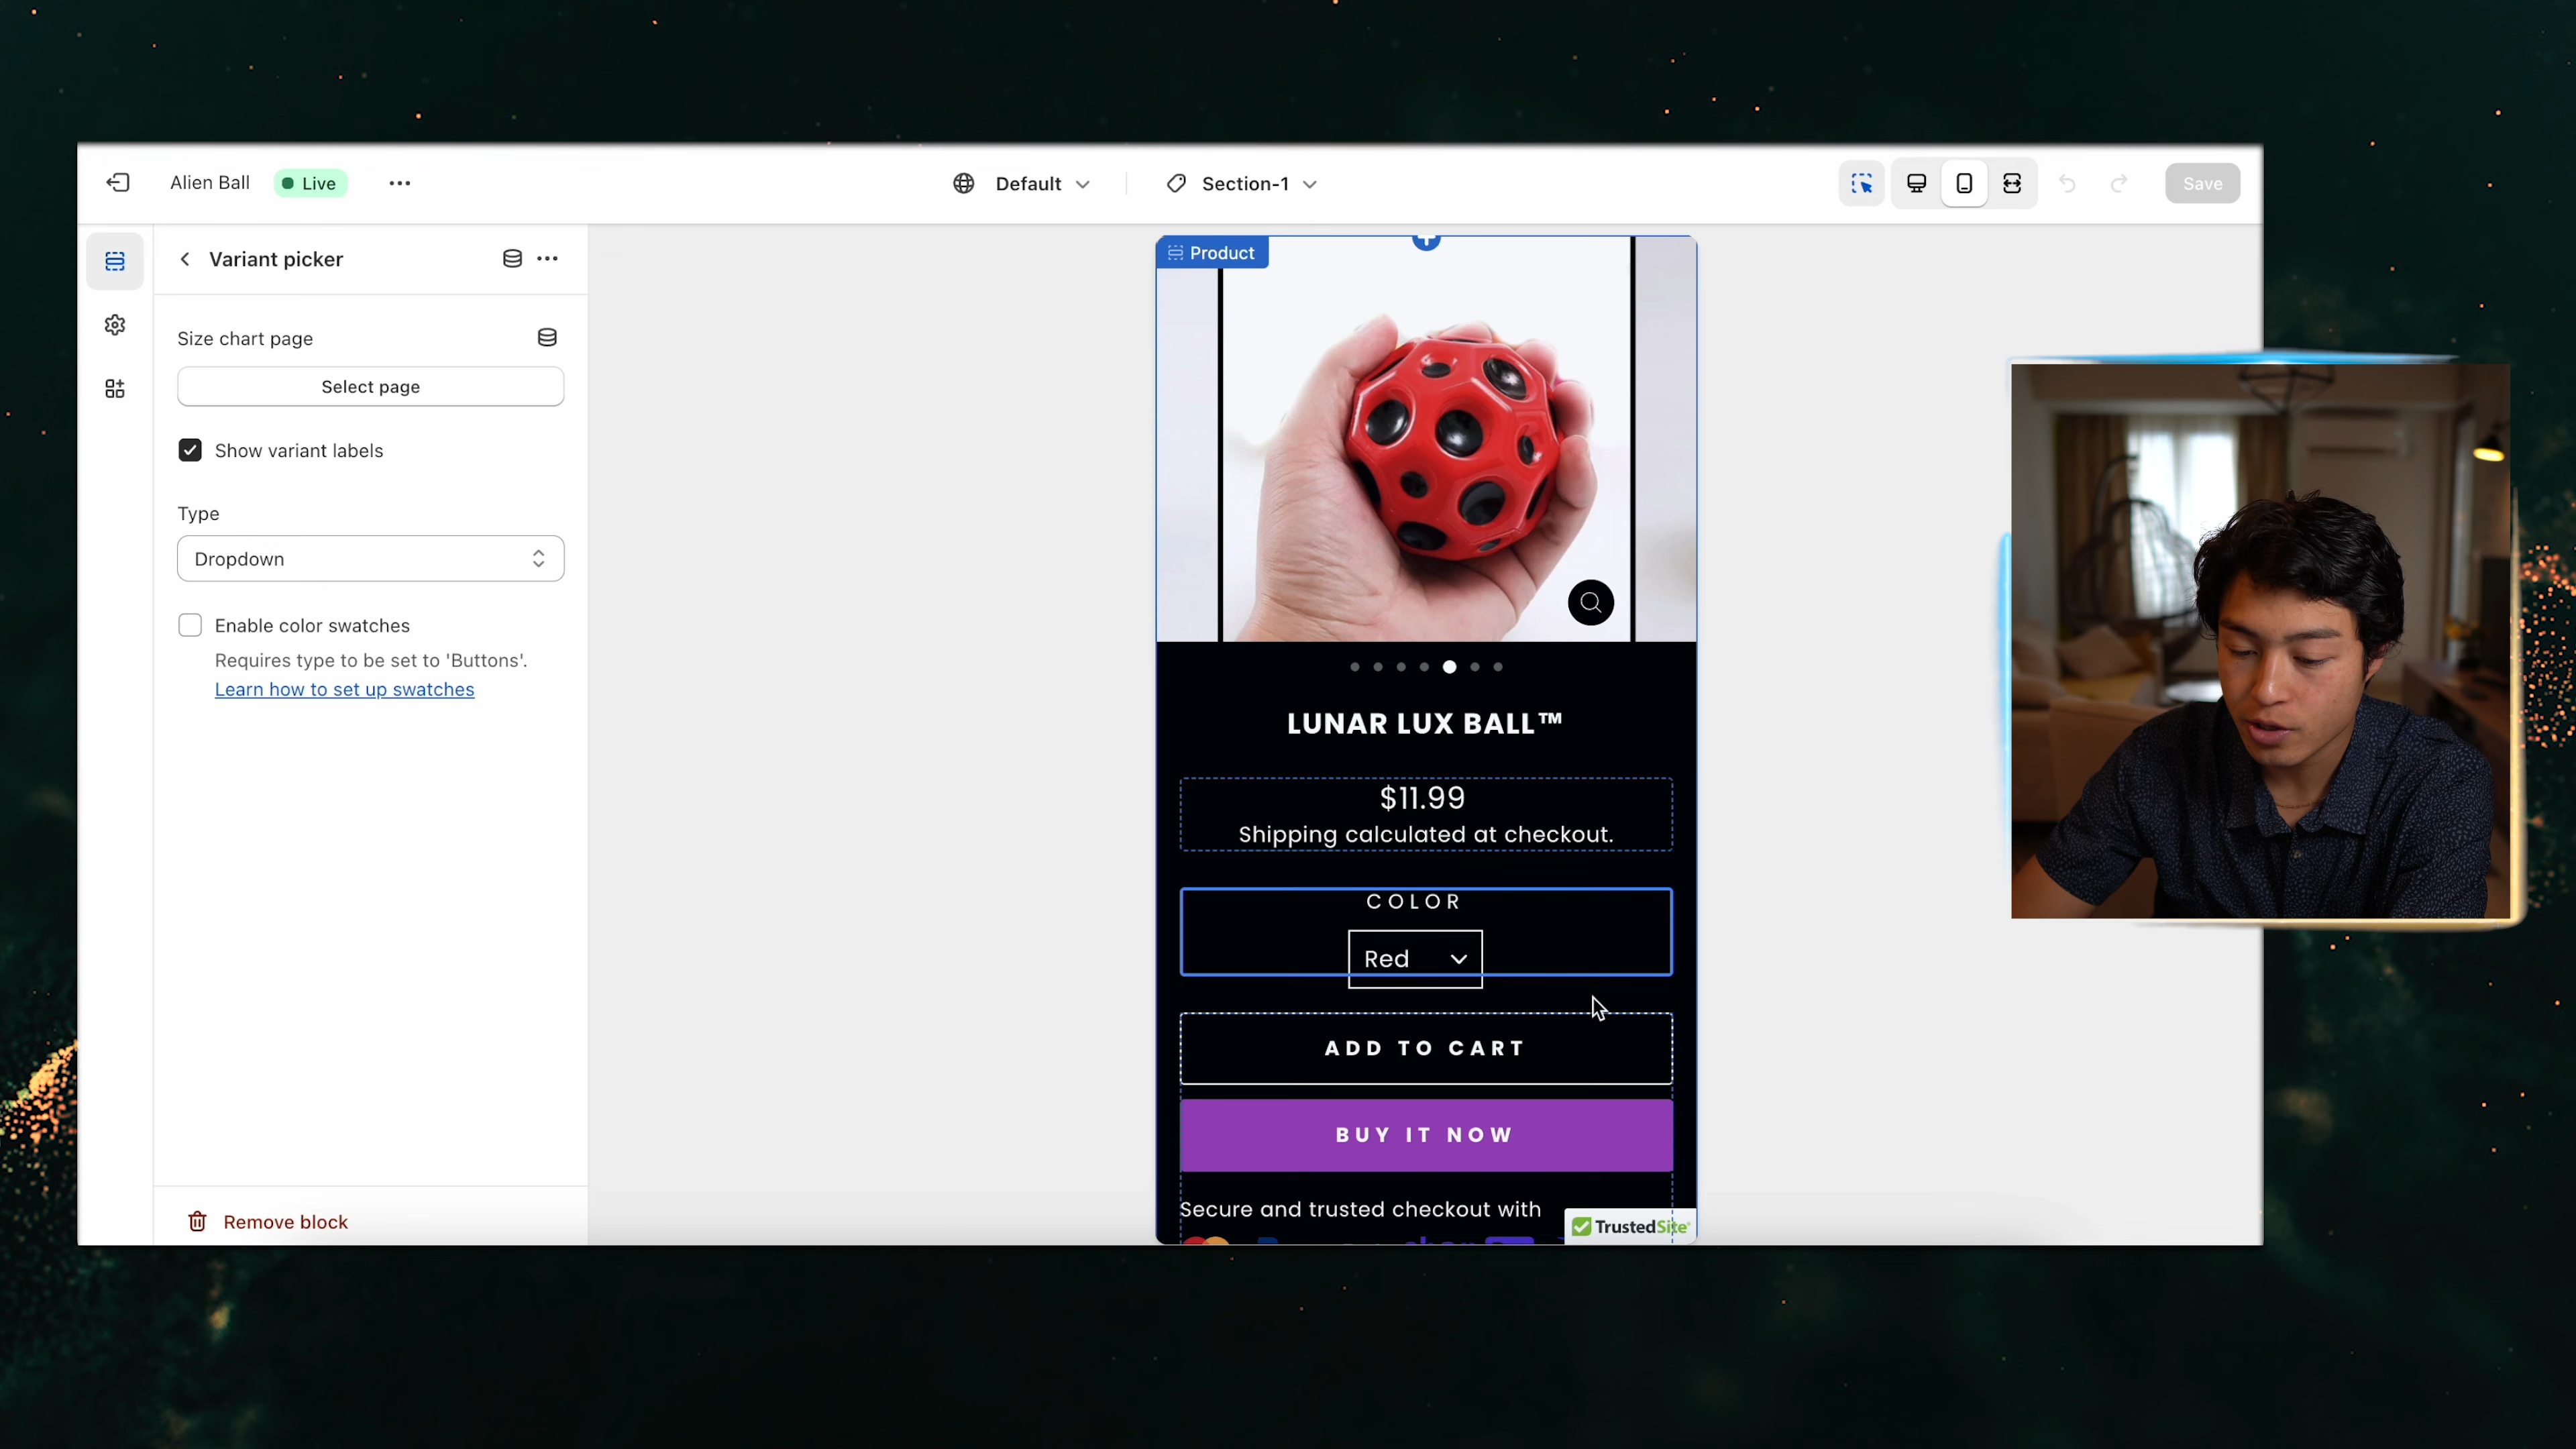 Alien Ball
Live
Default
Section-1
Save
Variant picker
Size chart page
Select page
Show variant labels
Type
Dropdown
Enable color swatches
Requires type to be set to 'Buttons'.
Learn how to set up swatches
Remove block
Product
LUNAR LUX BALL™
$11.99
Shipping calculated at checkout.
COLOR
Red
ADD TO CART
BUY IT NOW
Secure and trusted checkout with
TrustedSite